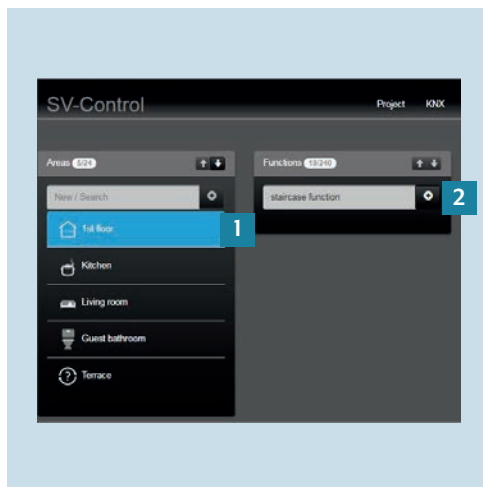 SV-Control
Project KNX
Areas 5/24
Functions 13/240
New / Search
staircase function
2
1st floor
1
Kitchen
Living room
Guest bathroom
? Terrace